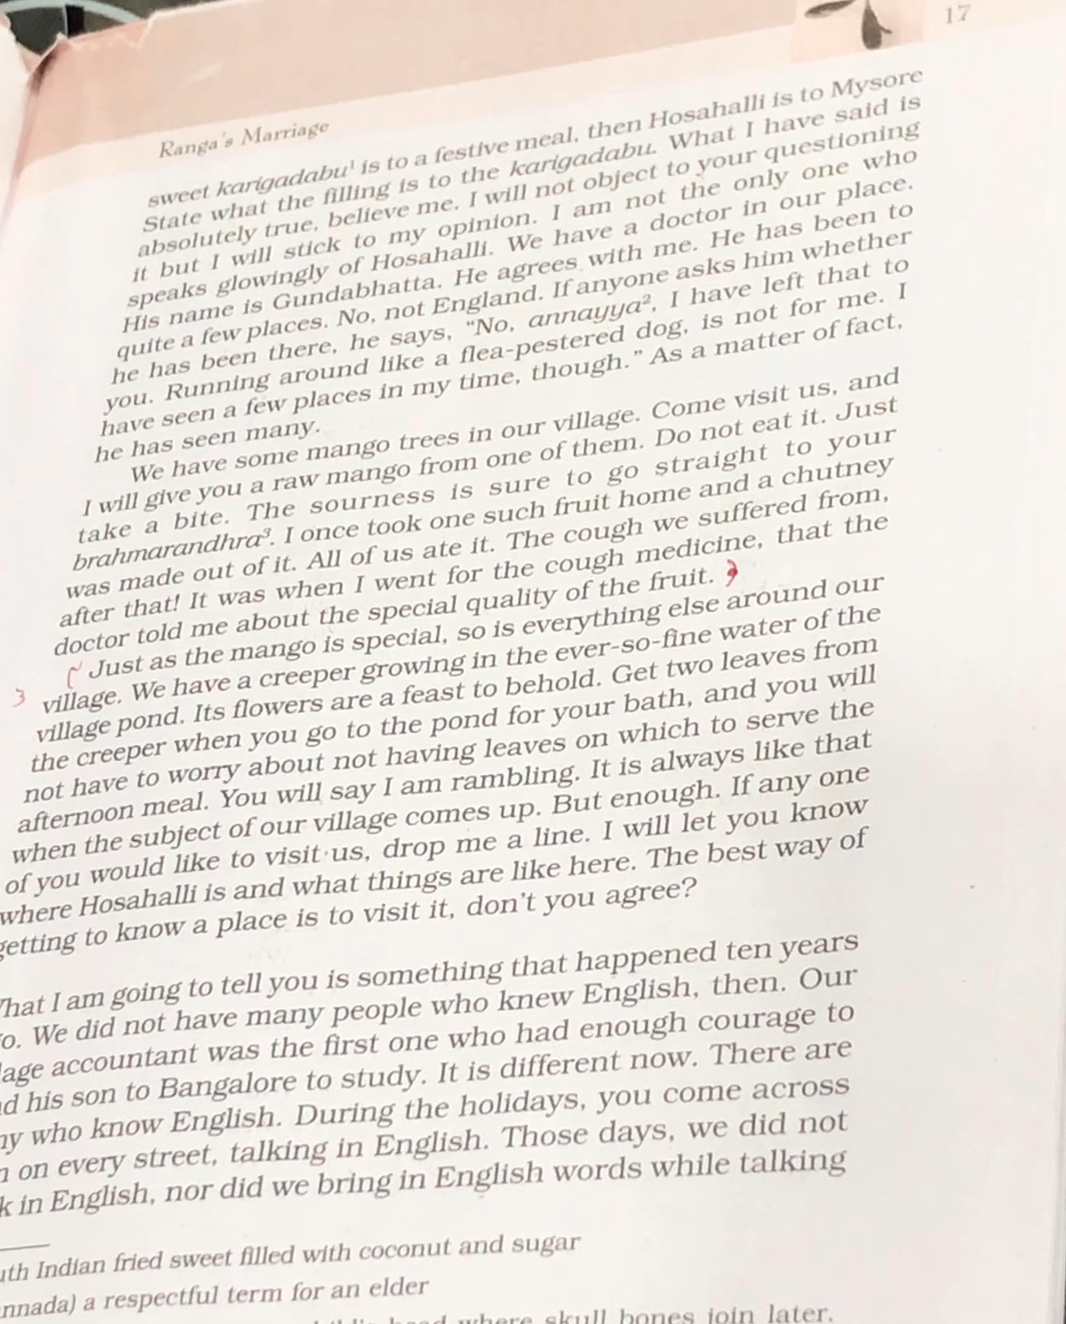 17
Ranga's Marriage
sweet karigadabu¹ is to a festive meal, then Hosahalli is to Mysore
State what the filling is to the karigadabu. What I have said is
absolutely true, believe me. I will not object to your questioning
it but I will stick to my opinion. I am not the only one who
speaks glowingly of Hosahalli. We have a doctor in our place.
His name is Gundabhatta. He agrees with me. He has been to
quite a few places. No, not England. If anyone asks him whether
he has been there, he says, “No, annayya², I have left that to
you. Running around like a flea-pestered dog, is not for me. I
have seen a few places in my time, though.” As a matter of fact,
he has seen many.
We have some mango trees in our village. Come visit us, and
I will give you a raw mango from one of them. Do not eat it. Just
take a bite. The sourness is sure to go straight to your
brahmarandhra³. I once took one such fruit home and a chutney
was made out of it. All of us ate it. The cough we suffered from,
after that! It was when I went for the cough medicine, that the
doctor told me about the special quality of the fruit.
Just as the mango is special, so is everything else around our
3 village. We have a creeper growing in the ever-so-fine water of the
village pond. Its flowers are a feast to behold. Get two leaves from
the creeper when you go to the pond for your bath, and you will
not have to worry about not having leaves on which to serve the
afternoon meal. You will say I am rambling. It is always like that
when the subject of our village comes up. But enough. If any one
of you would like to visit us, drop me a line. I will let you know
where Hosahalli is and what things are like here. The best way of
getting to know a place is to visit it, don't you agree?
hat I am going to tell you is something that happened ten years
o. We did not have many people who knew English, then. Our
lage accountant was the first one who had enough courage to
d his son to Bangalore to study. It is different now. There are
ny who know English. During the holidays, you come across
n on every street, talking in English. Those days, we did not
k in English, nor did we bring in English words while talking
uth Indian fried sweet filled with coconut and sugar
nnada) a respectful term for an elder
where skull bones join later.